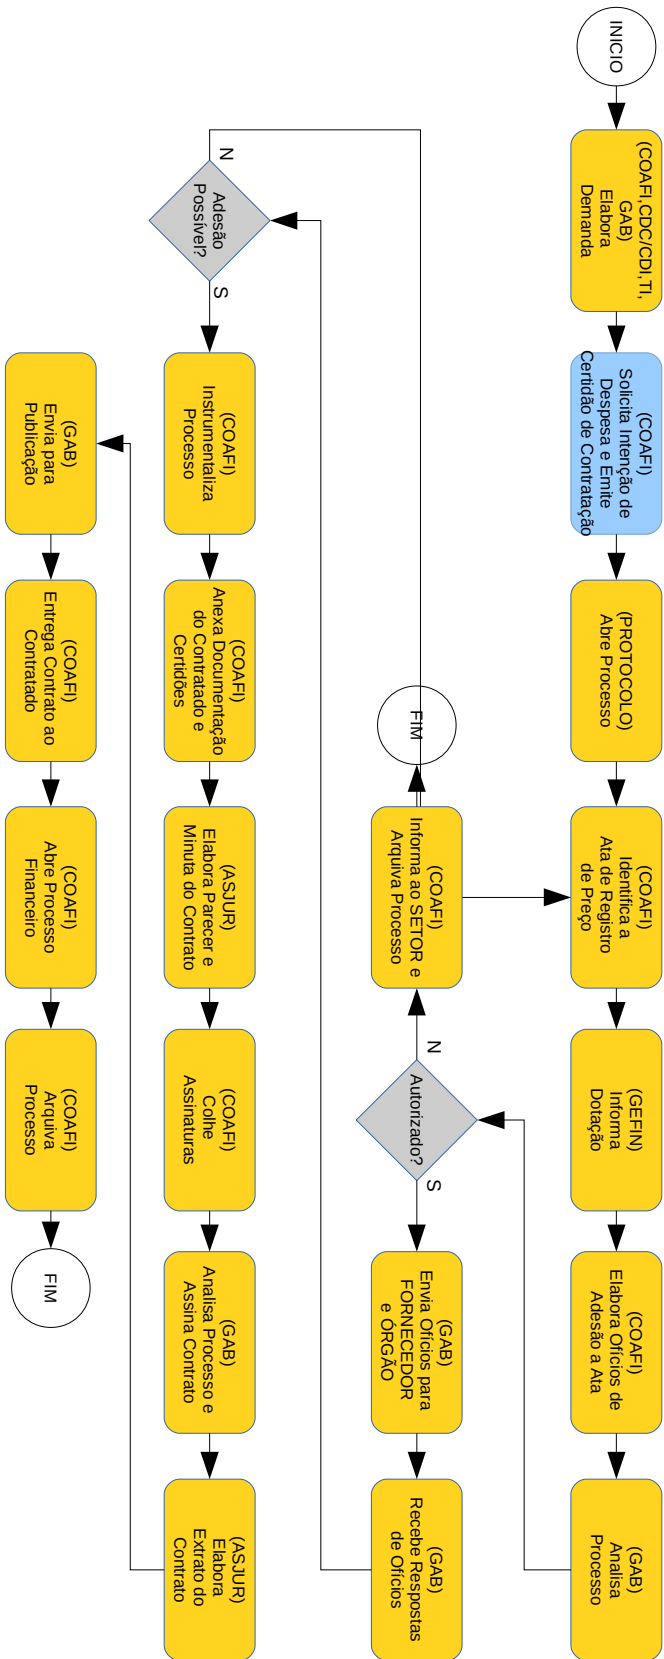 INICIO
(COAFI,CDC/CDI,TI,
GAB)
Elabora
Demanda
(COAFI)
Solicita Intenção de
Despesa e Emite
Certidão de Contratação
(PROTOCOLO)
Abre Processo
(COAFI)
Identifica a
Ata de Registro
de Preço
(GEFIN)
Informa
Dotação
(COAFI)
Elabora Ofícios de
Adesão a Ata
(GAB)
Analisa
Processo
FIM
(COAFI)
Informa ao SETOR e
Arquiva Processo
N
Autorizado?
S
(GAB)
Envia Ofícios para
FORNECEDOR
e ÓRGÃO
(GAB)
Recebe Respostas
de Ofícios
N
Adesão
Possível?
S
(COAFI)
Instrumentaliza
Processo
(COAFI)
Anexa Documentação
do Contratado e
Certidões
(ASJUR)
Elabora Parecer e
Minuta do Contrato
(COAFI)
Colhe
Assinaturas
(GAB)
Analisa Processo e
Assina Contrato
(ASJUR)
Elabora
Extrato do
Contrato
(GAB)
Envia para
Publicação
(COAFI)
Entrega Contrato ao
Contratado
(COAFI)
Abre Processo
Financeiro
(COAFI)
Arquiva
Processo
FIM